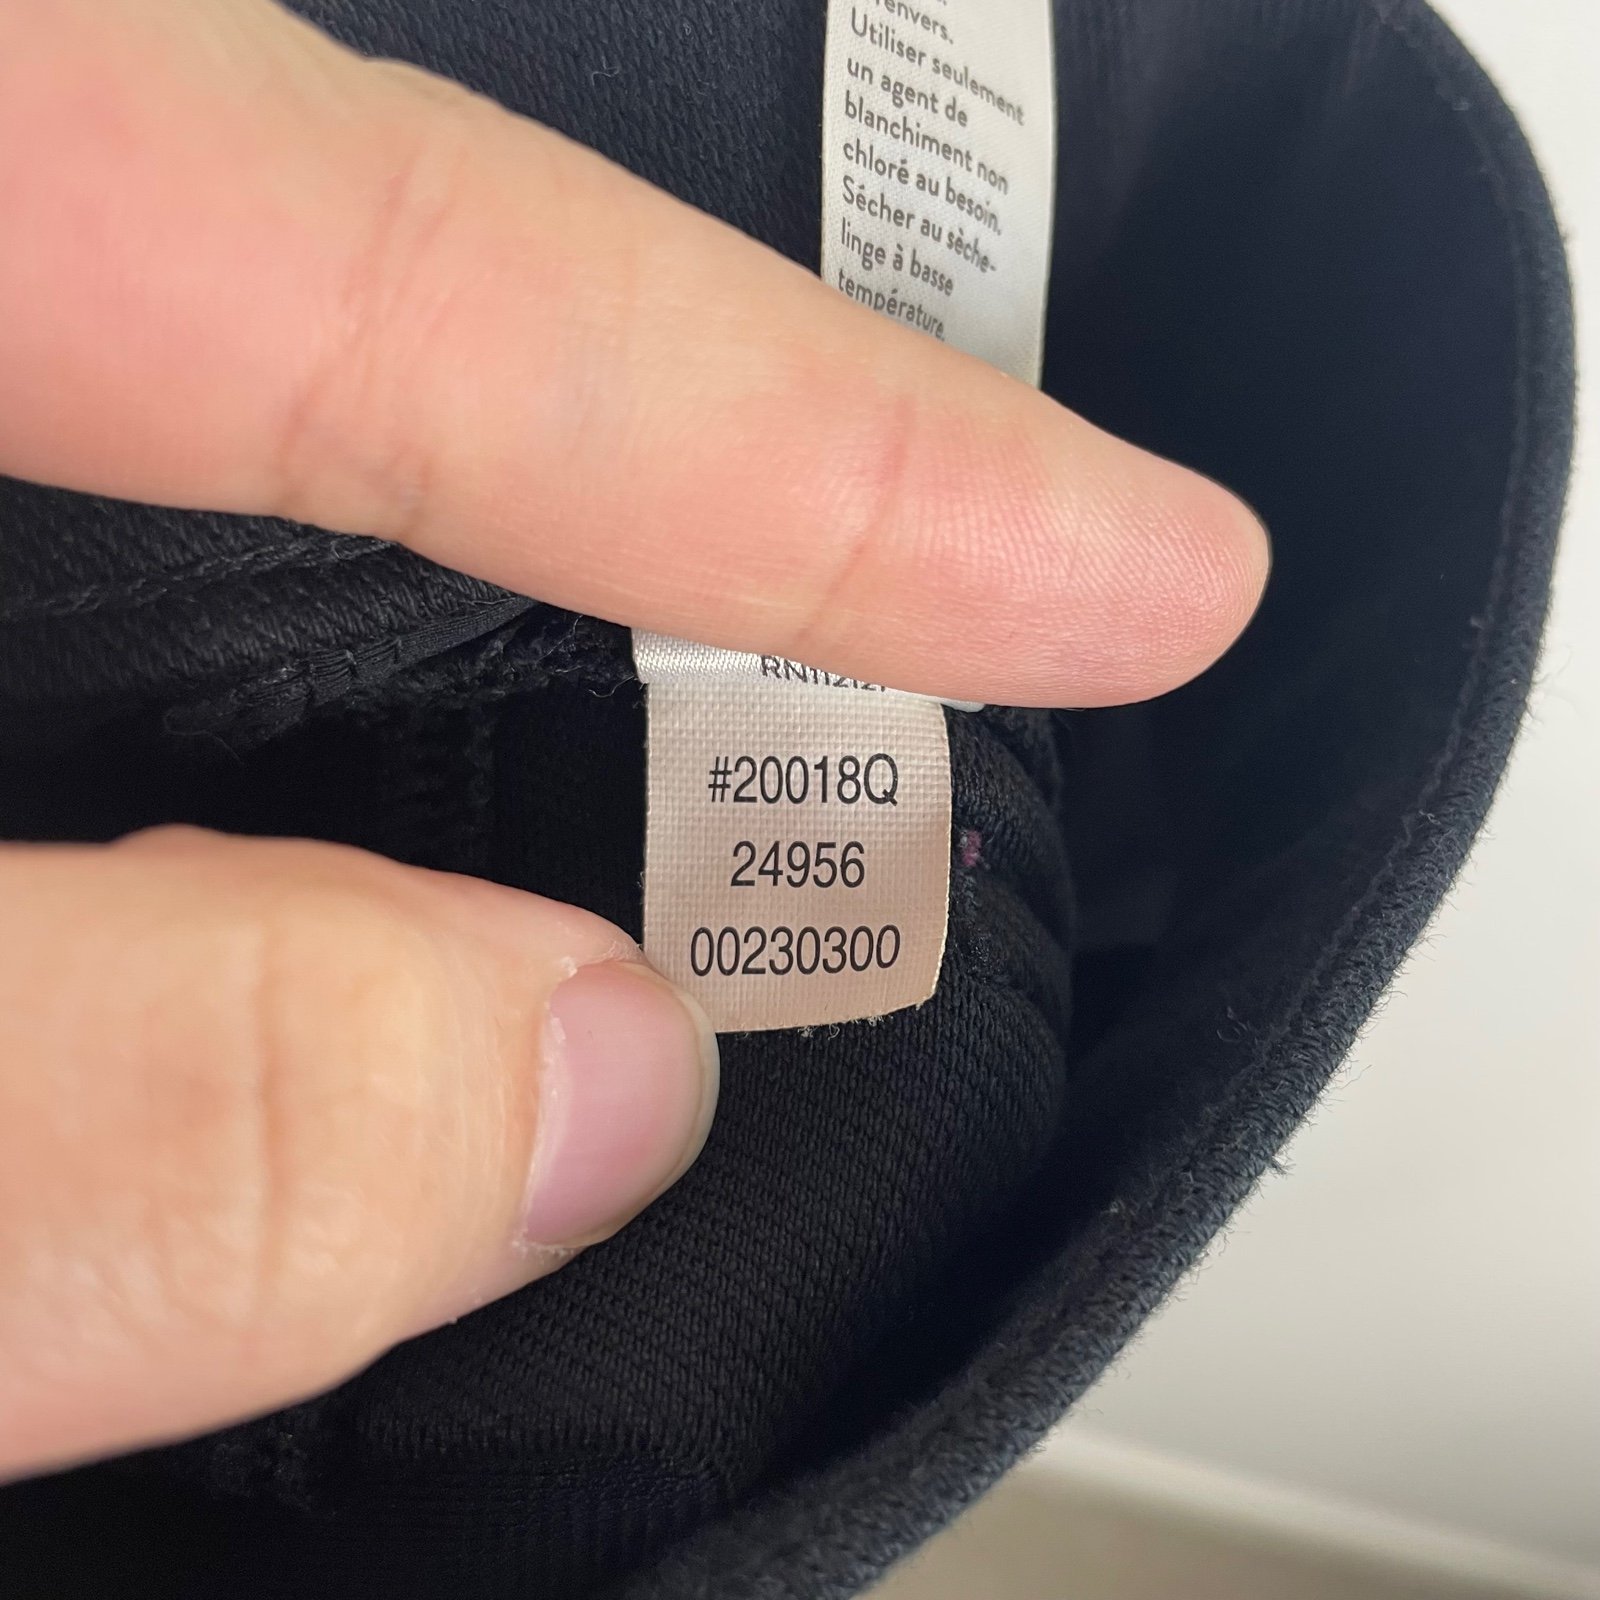 l'envers.
Utiliser seulement
un agent de
blanchiment non
chloré au besoin.
Sécher au sèche-
linge à basse
température.
#20018Q
24956
00230300